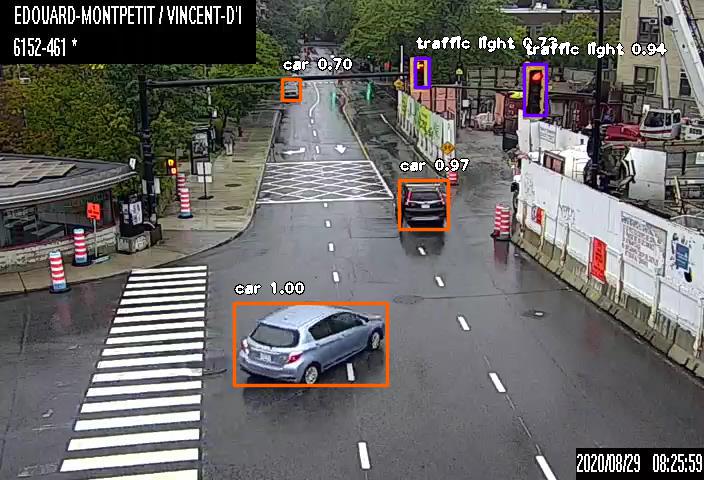 EDOUARD-MONTPETIT / VINCENT-D'I
6152-461 *
car 0.70
traffic light 0.73
traffic light 0.94
car 0.97
car 1.00
2020/08/29 08:25:59